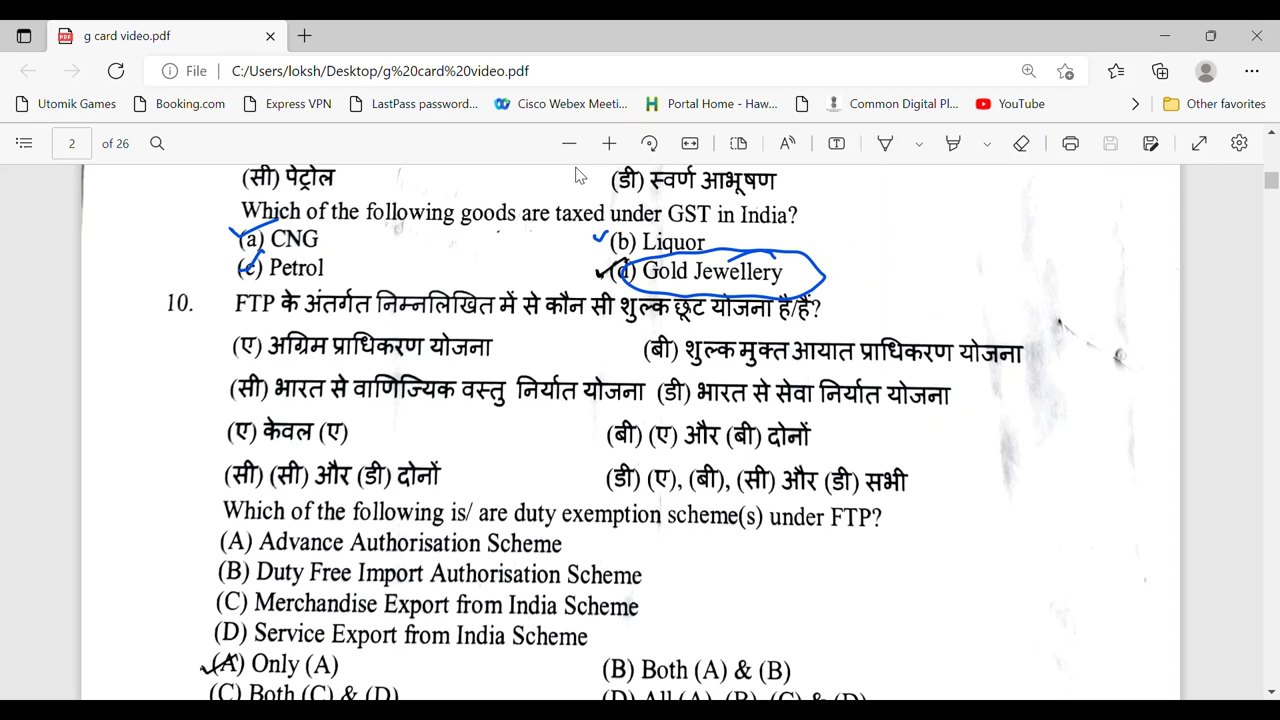 g card video.pdf
File C:/Users/loksh/Desktop/g%20card%20video.pdf
Utomik Games Booking.com Express VPN LastPass password... Cisco Webex Meeti... Portal Home - Haw... Common Digital Pl... YouTube Other favorites
2 of 26
(सी) पेट्रोल (डी) स्वर्ण आभूषण
Which of the following goods are taxed under GST in India?
(a) CNG (b) Liquor
(c) Petrol (d) Gold Jewellery
10. FTP के अंतर्गत निम्नलिखित में से कौन सी शुल्क छूट योजना है/हैं?
(ए) अग्रिम प्राधिकरण योजना (बी) शुल्क मुक्त आयात प्राधिकरण योजना
(सी) भारत से वाणिज्यिक वस्तु निर्यात योजना (डी) भारत से सेवा निर्यात योजना
(ए) केवल (ए) (बी) (ए) और (बी) दोनों
(सी) (सी) और (डी) दोनों (डी) (ए), (बी), (सी) और (डी) सभी
Which of the following is/ are duty exemption scheme(s) under FTP?
(A) Advance Authorisation Scheme
(B) Duty Free Import Authorisation Scheme
(C) Merchandise Export from India Scheme
(D) Service Export from India Scheme
(A) Only (A) (B) Both (A) & (B)
(C) Both (C) & (D) (D) All (A), (B), (C) & (D)